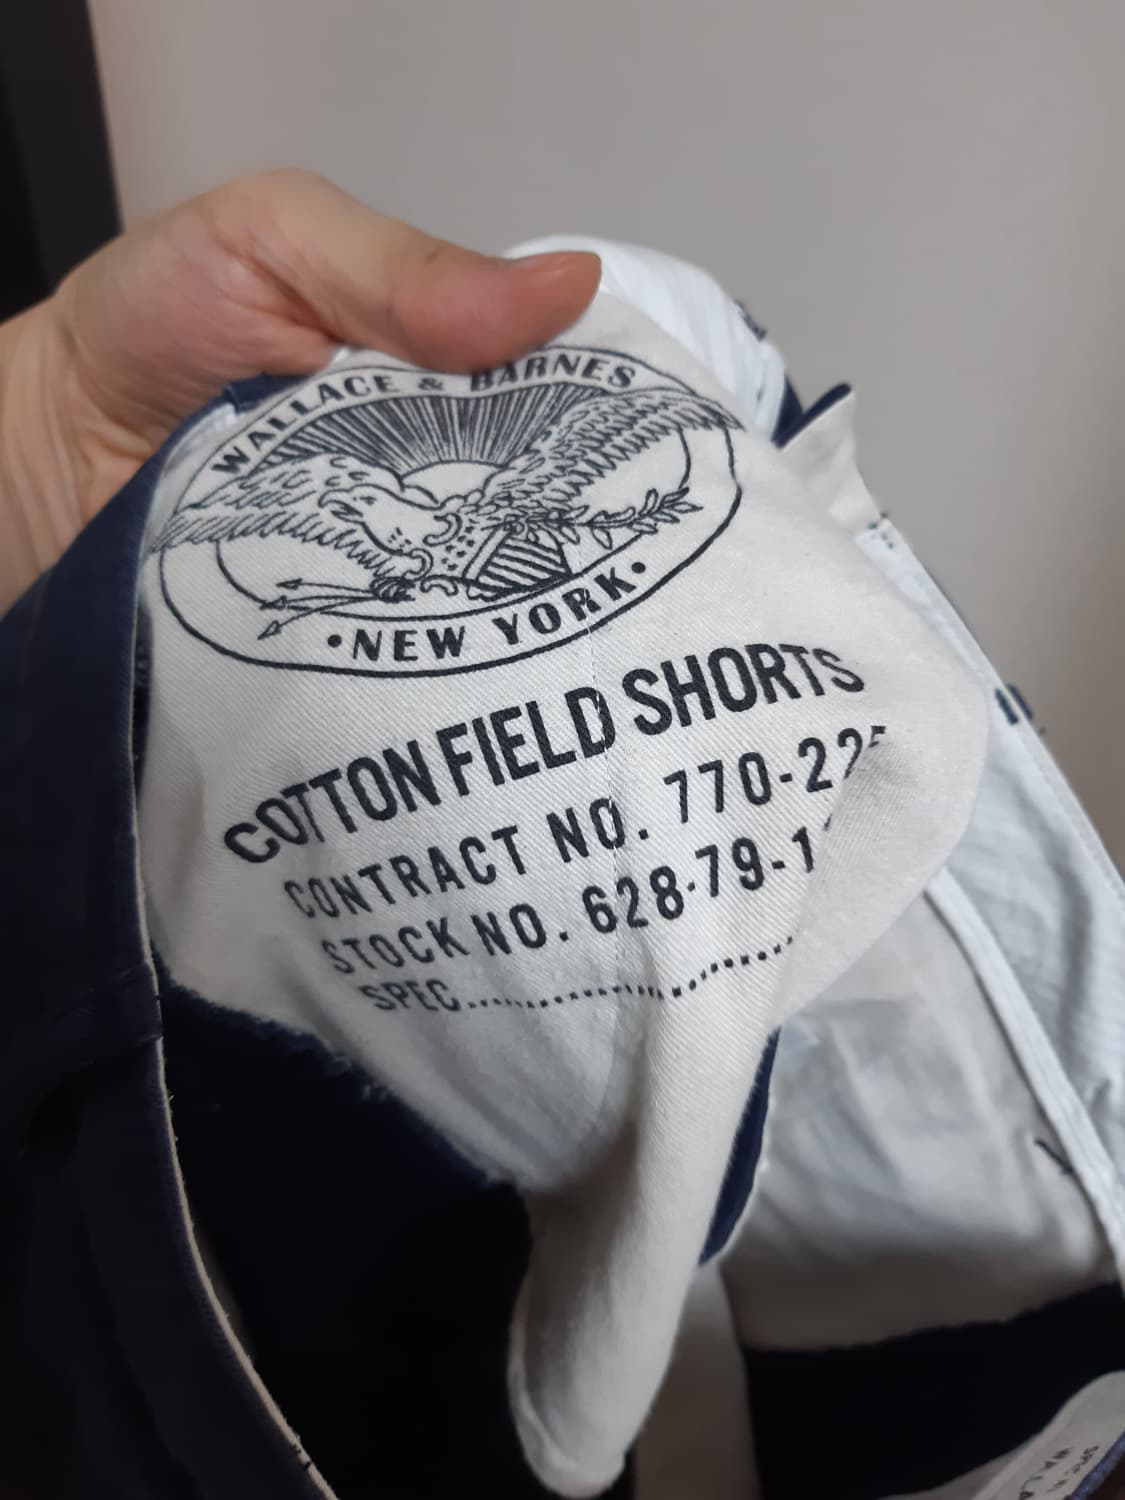 WALLACE & BARNES
•NEW YORK•
COTTON FIELD SHORTS
CONTRACT NO. 770-22
STOCK NO. 628-79-1
SPEC...........................